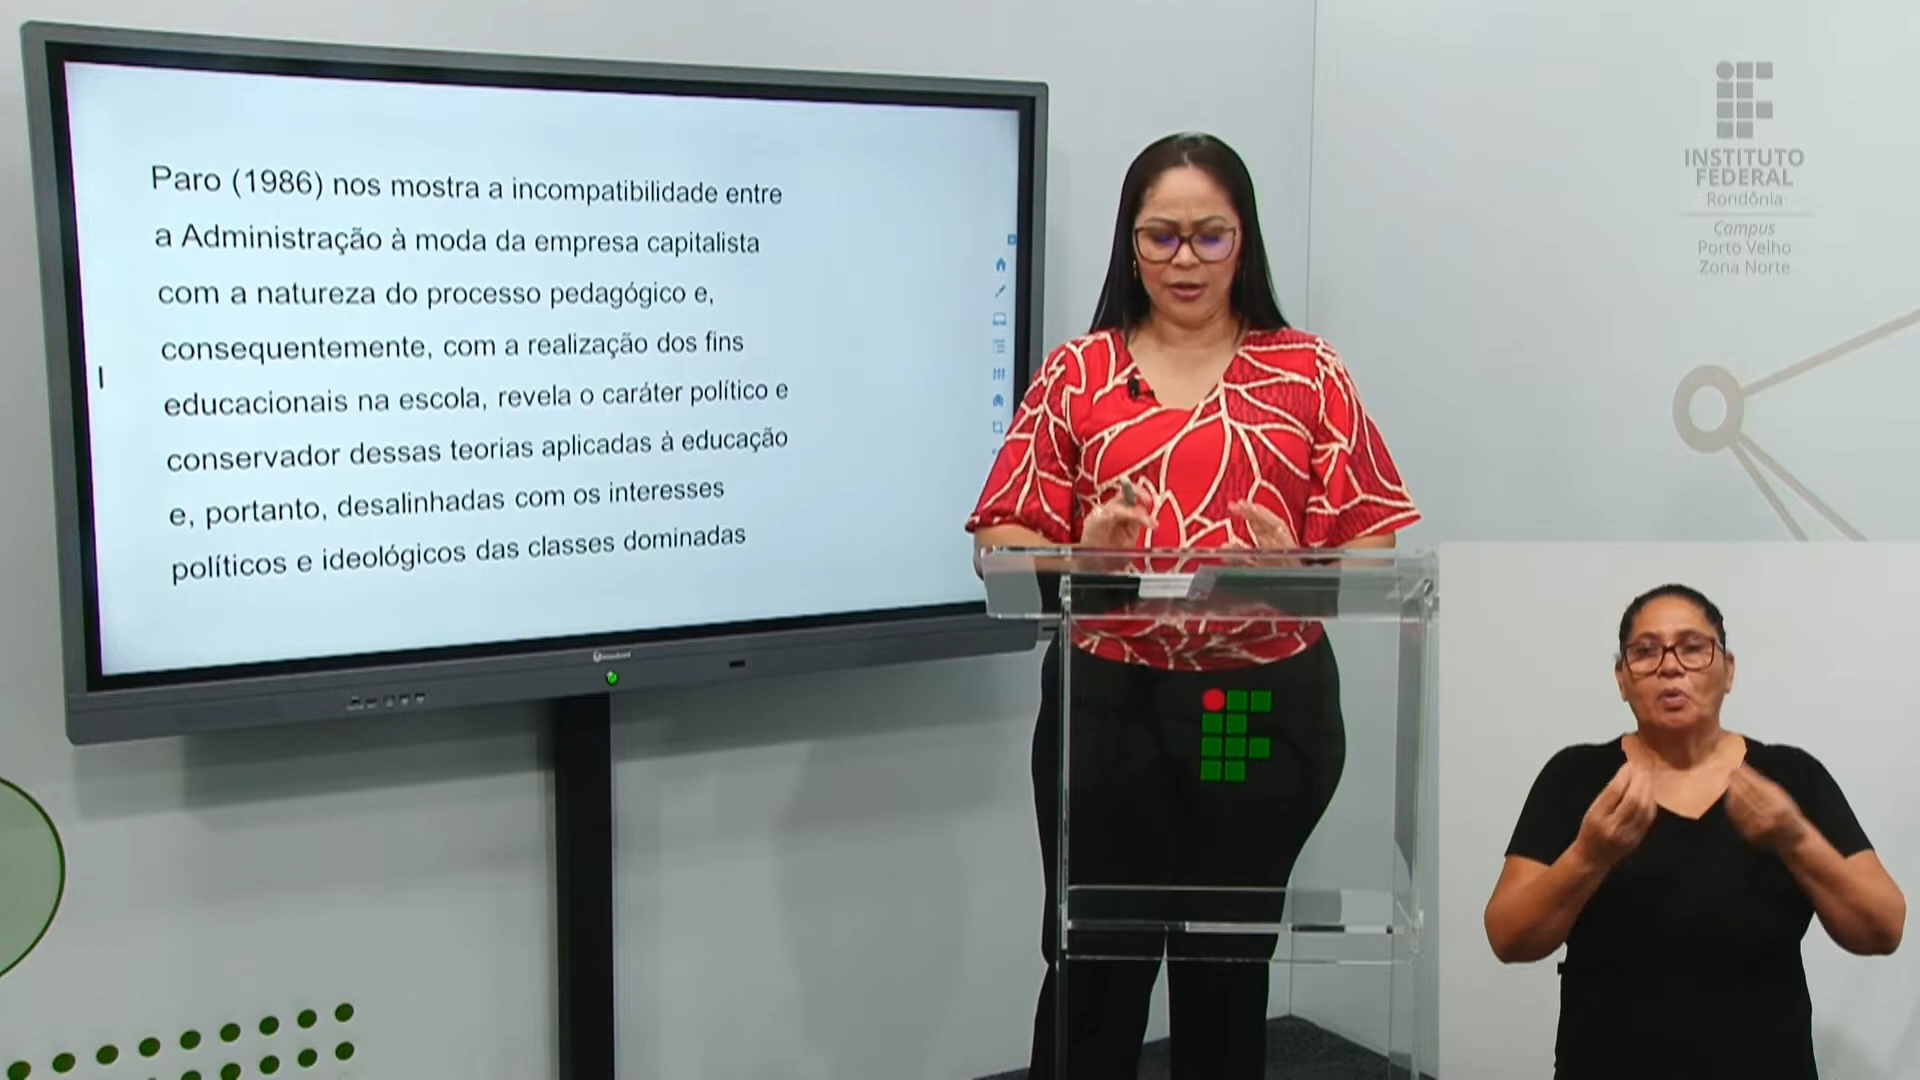 Paro (1986) nos mostra a incompatibilidade entre
a Administração à moda da empresa capitalista
com a natureza do processo pedagógico e,
consequentemente, com a realização dos fins
educacionais na escola, revela o caráter político e
conservador dessas teorias aplicadas à educação
e, portanto, desalinhadas com os interesses
políticos e ideológicos das classes dominadas
INSTITUTO
FEDERAL
Rondônia
Campus
Porto Velho
Zona Norte